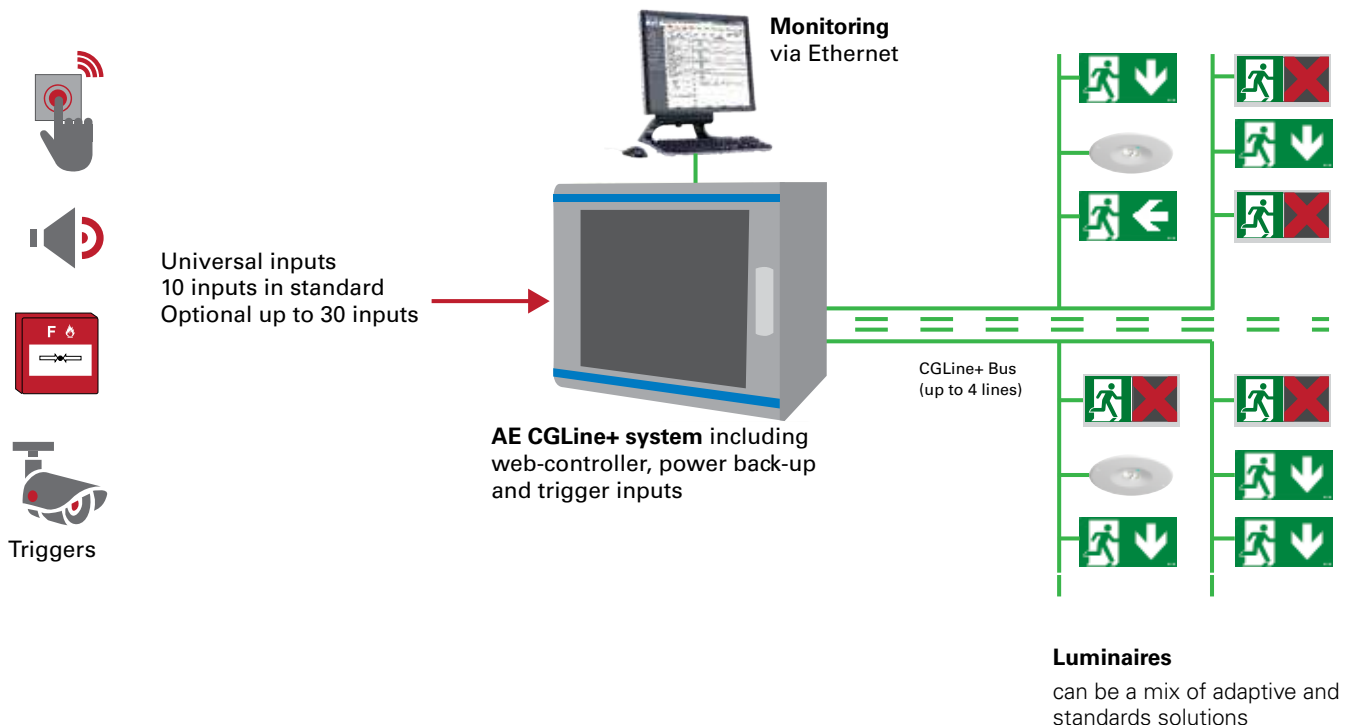 Monitoring
via Ethernet
Universal inputs
10 inputs in standard
Optional up to 30 inputs
F
CGLine+ Bus
(up to 4 lines)
AE CGLine+ system including
web-controller, power back-up
and trigger inputs
Triggers
Luminaires
can be a mix of adaptive and
standards solutions